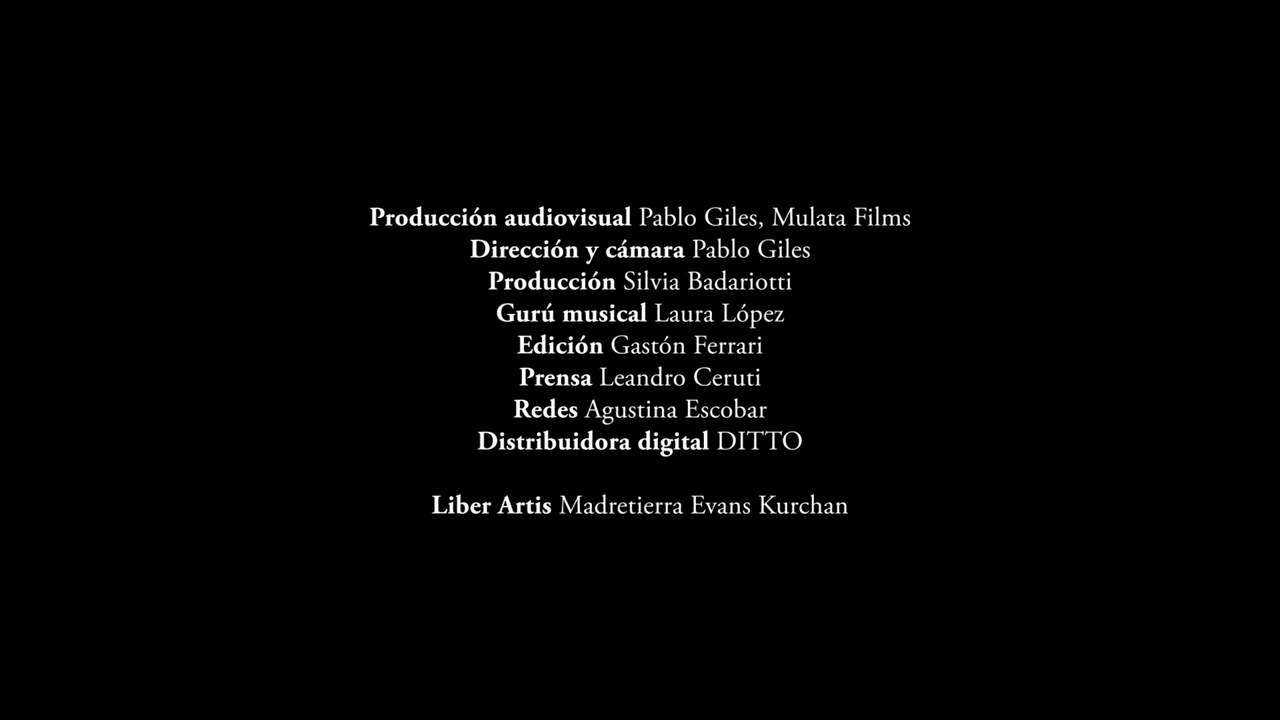 Producción audiovisual Pablo Giles, Mulata Films
Dirección y cámara Pablo Giles
Producción Silvia Badariotti
Gurú musical Laura López
Edición Gastón Ferrari
Prensa Leandro Ceruti
Redes Agustina Escobar
Distribuidora digital DITTO
Liber Artis Madretierra Evans Kurchan